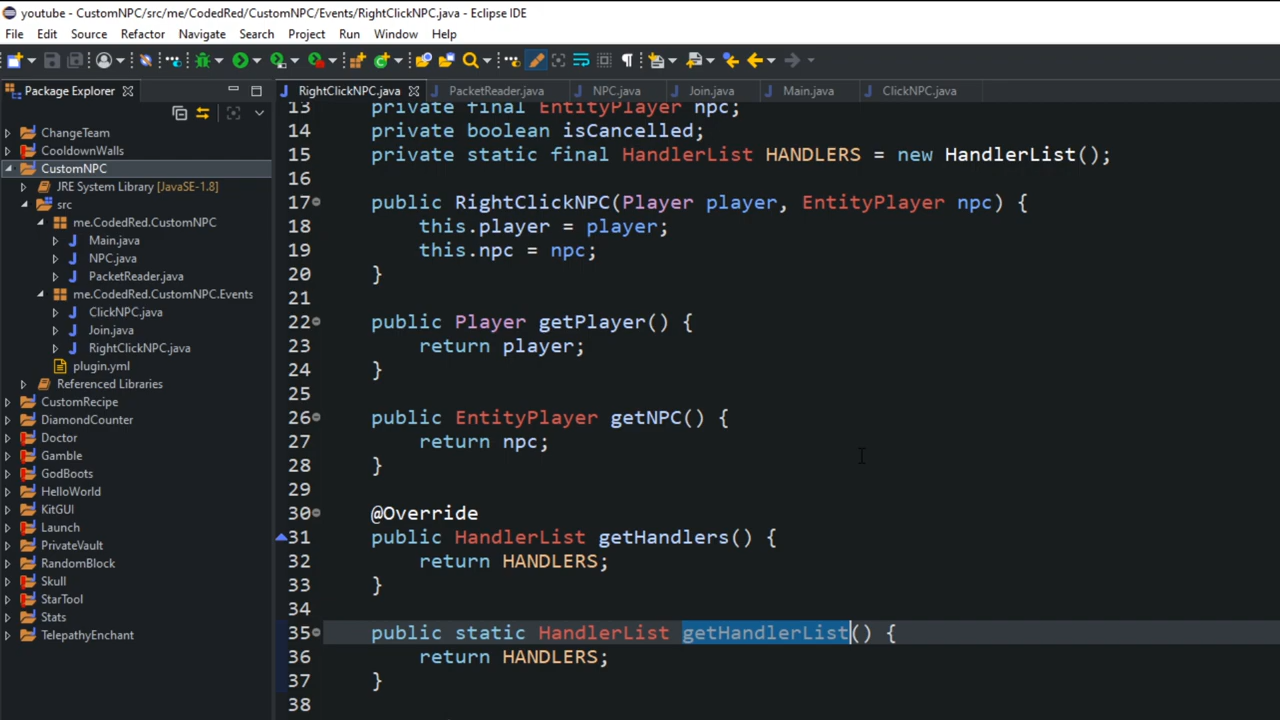 youtube - CustomNPC/src/me/CodedRed/CustomNPC/Events/RightClickNPC.java - Eclipse IDE
File Edit Source Refactor Navigate Search Project Run Window Help
Package Explorer
RightClickNPC.java PacketReader.java NPC.java Join.java Main.java ClickNPC.java
ChangeTeam
CooldownWalls
CustomNPC
JRE System Library [JavaSE-1.8]
src
me.CodedRed.CustomNPC
Main.java
NPC.java
PacketReader.java
me.CodedRed.CustomNPC.Events
ClickNPC.java
Join.java
RightClickNPC.java
plugin.yml
Referenced Libraries
CustomRecipe
DiamondCounter
Doctor
Gamble
GodBoots
HelloWorld
KitGUI
Launch
PrivateVault
RandomBlock
Skull
StarTool
Stats
TelepathyEnchant
13 private final EntityPlayer npc;
14 private boolean isCancelled;
15 private static final HandlerList HANDLERS = new HandlerList();
16
17 public RightClickNPC(Player player, EntityPlayer npc) {
18 this.player = player;
19 this.npc = npc;
20 }
21
22 public Player getPlayer() {
23 return player;
24 }
25
26 public EntityPlayer getNPC() {
27 return npc;
28 }
29
30 @Override
31 public HandlerList getHandlers() {
32 return HANDLERS;
33 }
34
35 public static HandlerList getHandlerList() {
36 return HANDLERS;
37 }
38